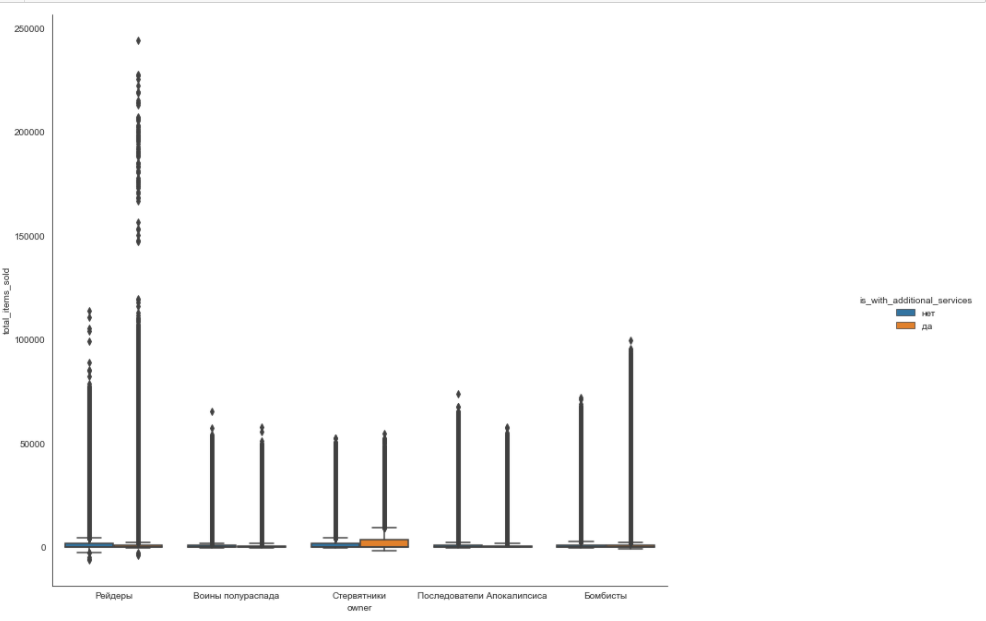 250000
200000
150000
100000
50000
0
total_items_sold
Рейдеры Воины полураспада Стервятники Последователи Апокалипсиса Бомбисты
owner
is_with_additional_services
нет
да